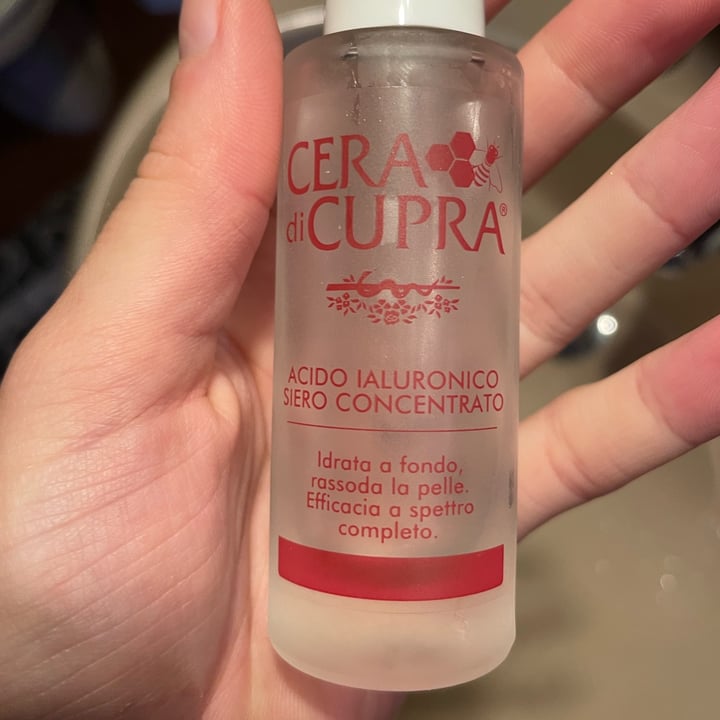 CERA
di CUPRA®
ACIDO IALURONICO
SIERO CONCENTRATO
Idrata a fondo,
rassoda la pelle.
Efficacia a spettro
completo.